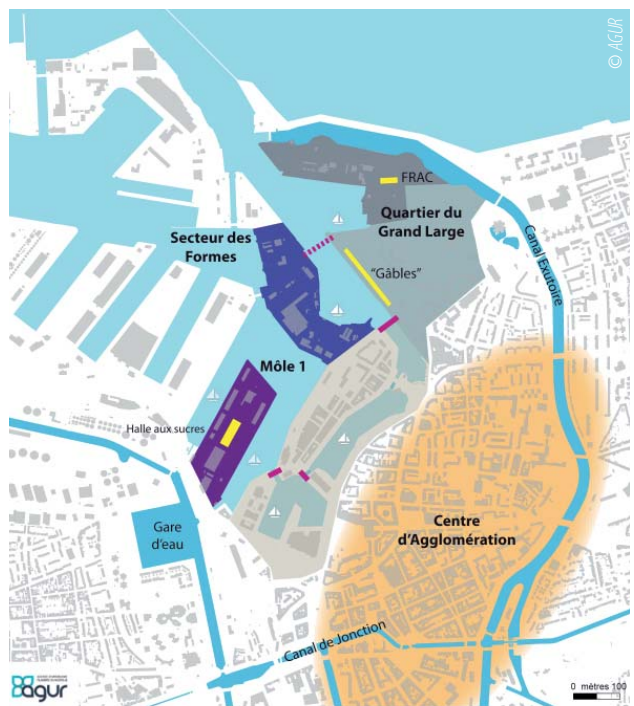 © AGUR
FRAC
Quartier du
Grand Large
Secteur des
Formes
"Gâbles"
Canal Exutoire
Môle 1
Halle aux sucres
Gare
d'eau
Centre
d'Agglomération
Canal de Jonction
agur
0 mètres 100